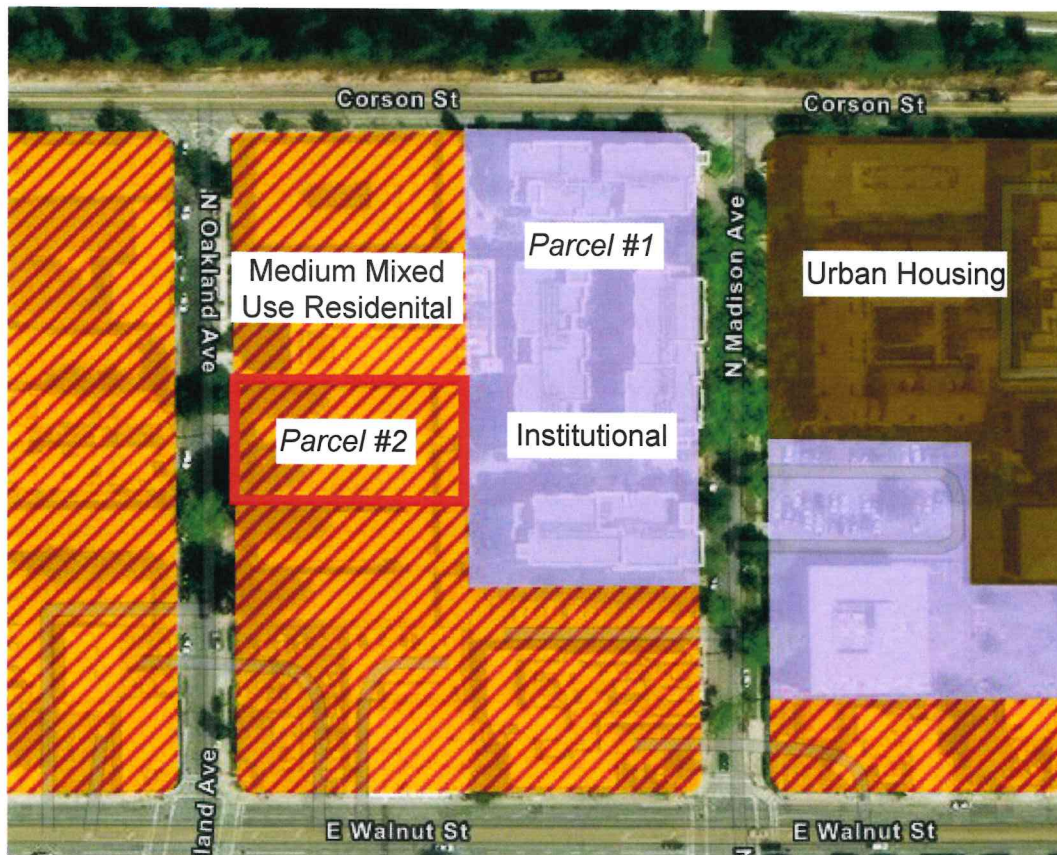 Corson St
Corson St
N Oakland Ave
Medium Mixed
Use Residenital
Parcel #1
N Madison Ave
Urban Housing
Parcel #2
Institutional
land Ave
E Walnut St
N
E Walnut St